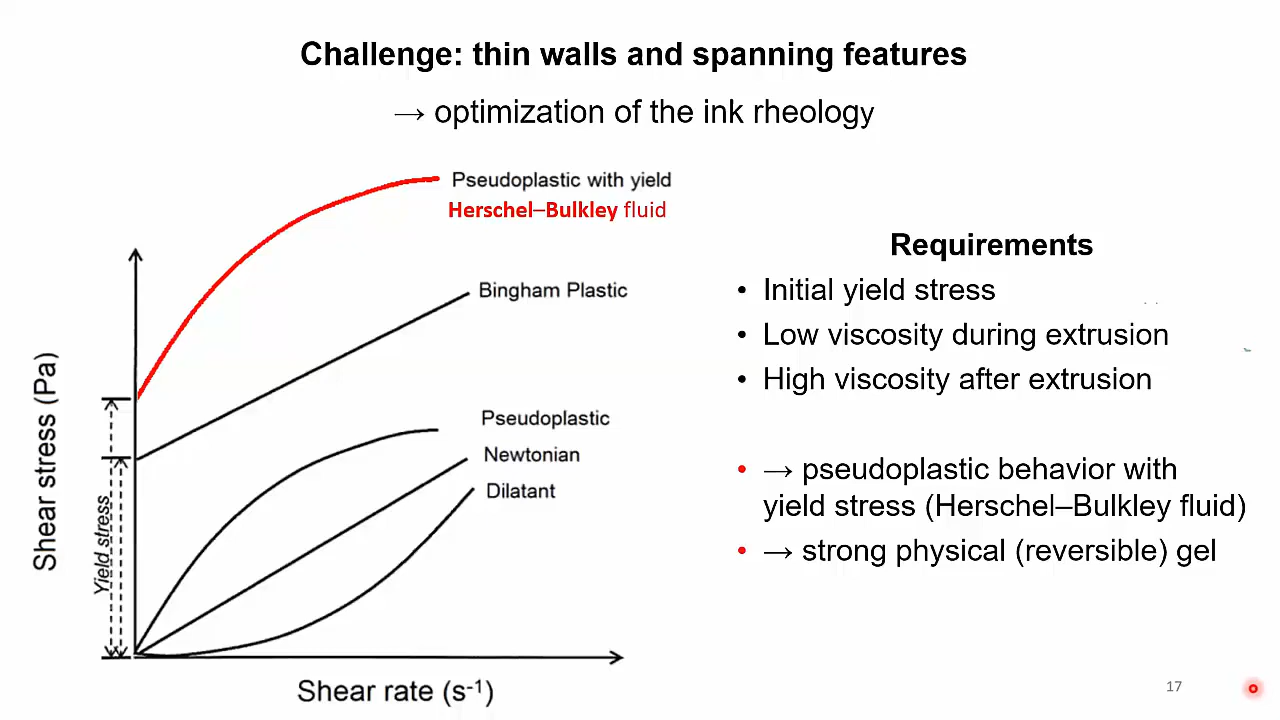 Challenge: thin walls and spanning features
→ optimization of the ink rheology
Pseudoplastic with yield
Herschel–Bulkley fluid
Bingham Plastic
Pseudoplastic
Newtonian
Dilatant
Shear stress (Pa)
Yield stress
Shear rate (s⁻¹)
Requirements
• Initial yield stress
• Low viscosity during extrusion
• High viscosity after extrusion
• → pseudoplastic behavior with
yield stress (Herschel–Bulkley fluid)
• → strong physical (reversible) gel
17